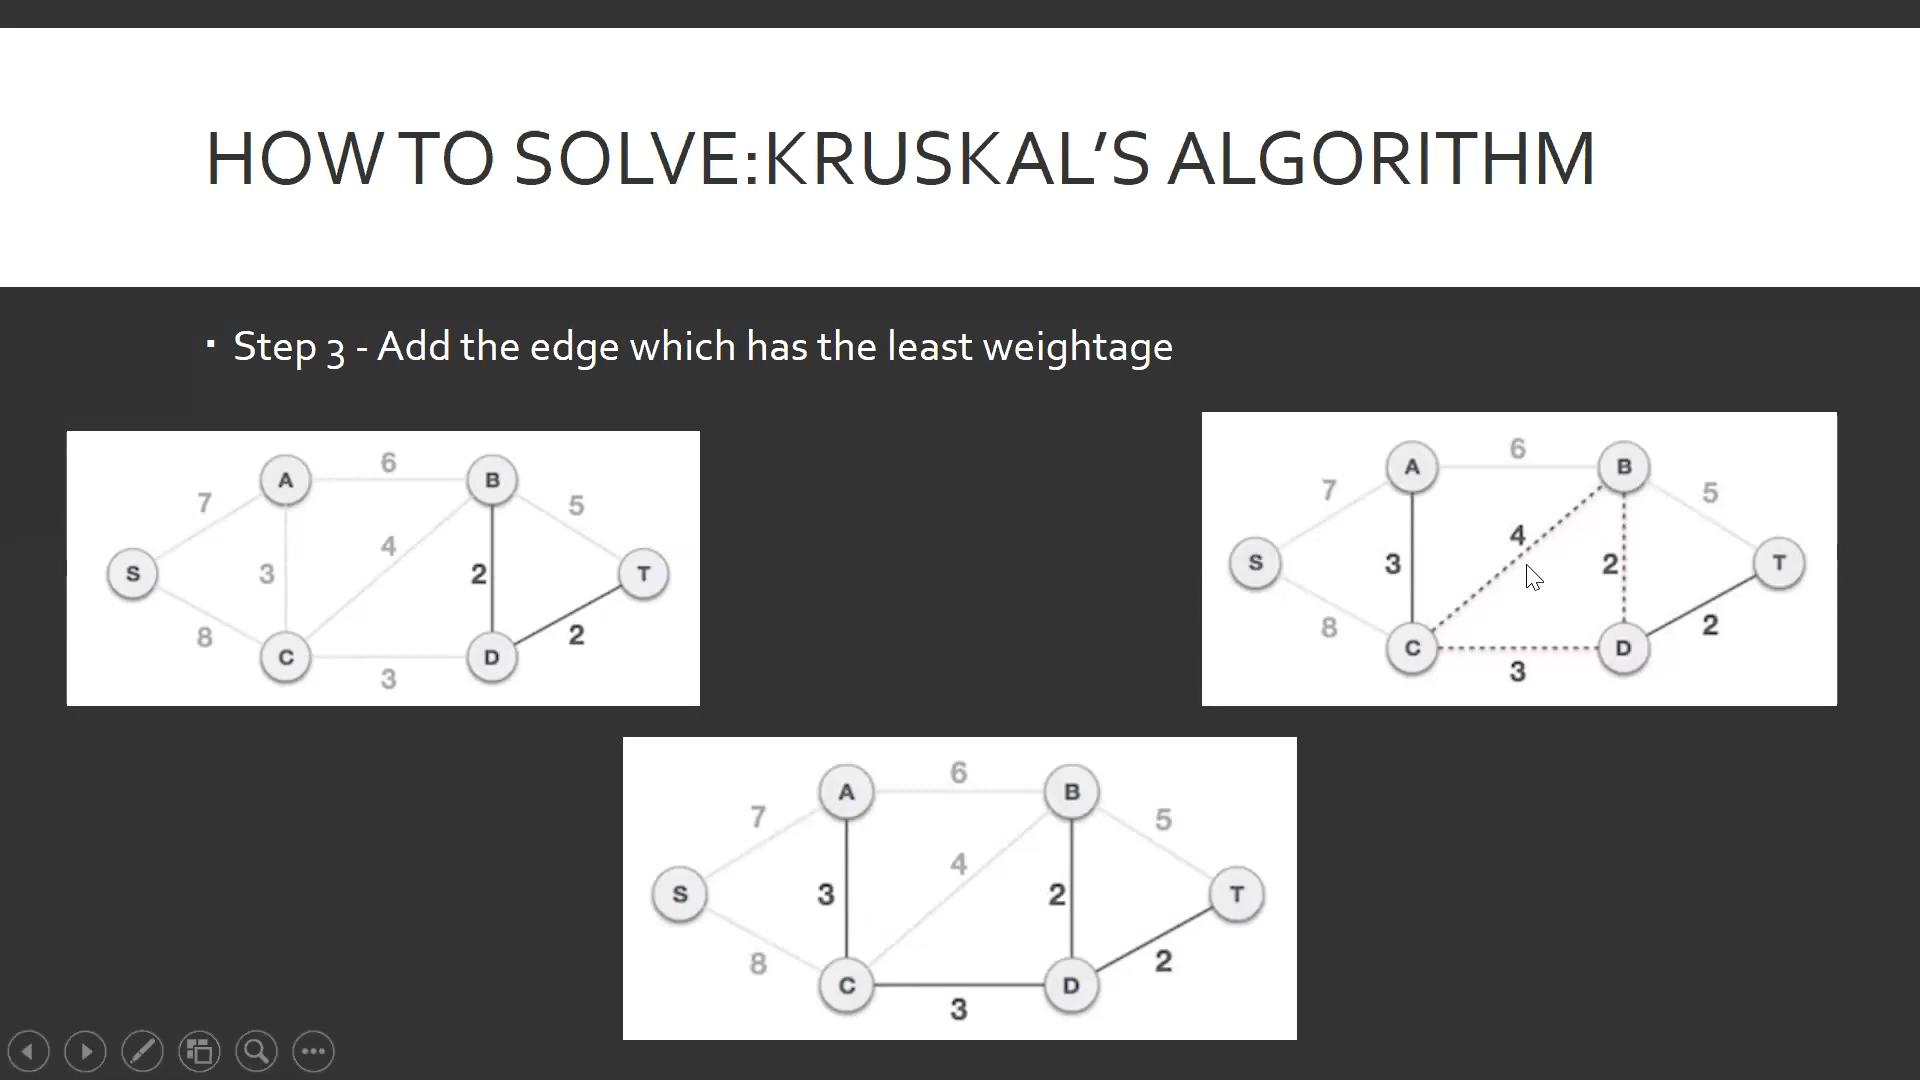 HOW TO SOLVE:KRUSKAL’S ALGORITHM
▪ Step 3 - Add the edge which has the least weightage
6
A B
7 5
4
S 3 2 T
8 2
C D
3
6
A B
7 5
4
S 3 2 T
8 2
C D
3
6
A B
7 5
4
S 3 2 T
8 2
C D
3